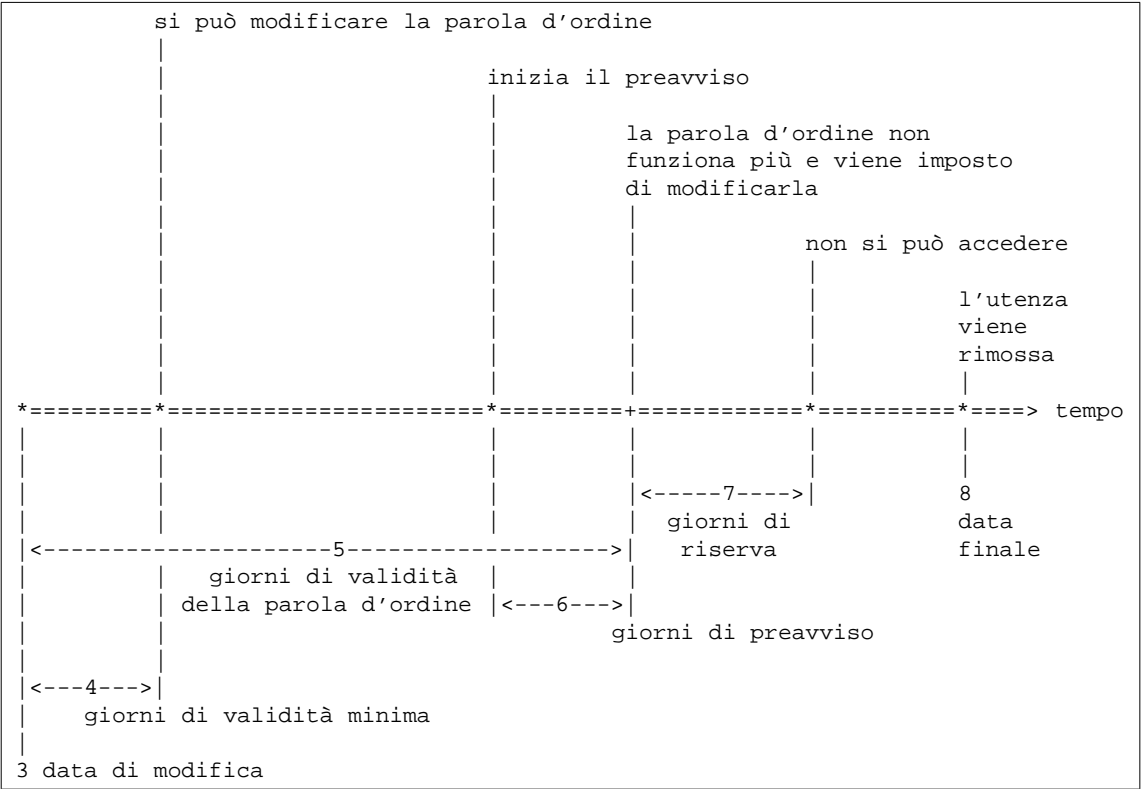 si può modificare la parola d'ordine
inizia il preavviso
la parola d'ordine non
funziona più e viene imposto
di modificarla
non si può accedere
l'utenza
viene
rimossa
*=========*=======================*=========+============*==========*====> tempo
|<-----7---->| 8
giorni di data
|<----------------------5------------------->| riserva finale
giorni di validità
della parola d'ordine |<---6--->|
giorni di preavviso
|<---4--->|
giorni di validità minima
3 data di modifica